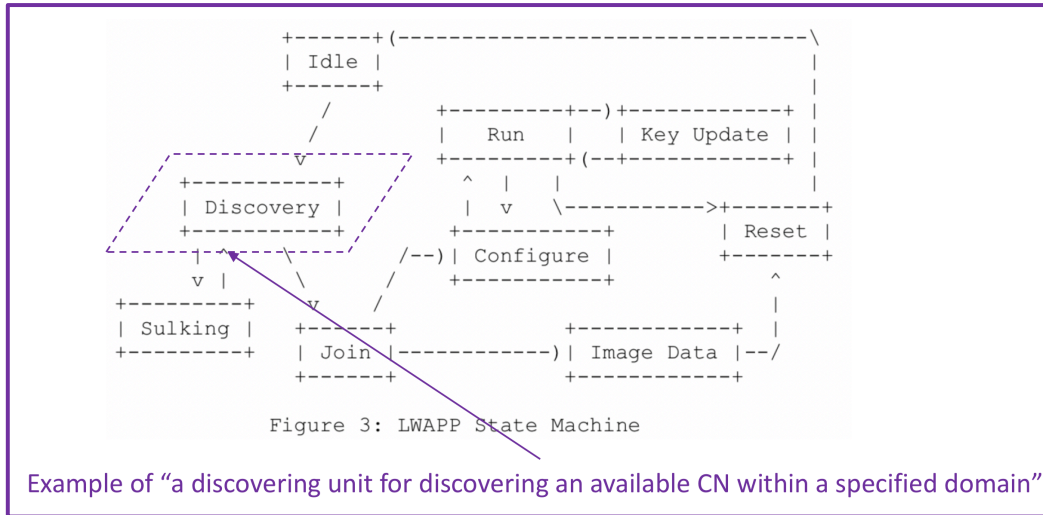 Idle
Run
Key Update
Discovery
Reset
Configure
Sulking
Join
Image Data
Figure 3: LWAPP State Machine
Example of “a discovering unit for discovering an available CN within a specified domain”